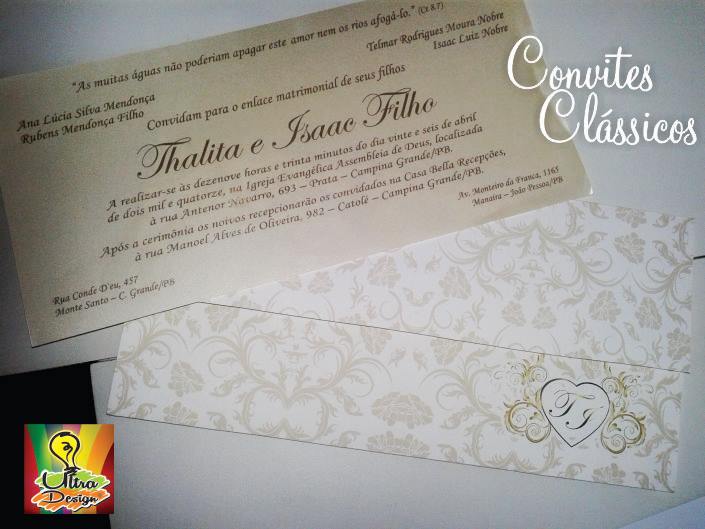 "As muitas águas não poderiam apagar este amor nem os rios afogá-lo." (Ct 8.7)
Ana Lúcia Silva Mendonça
Rubens Mendonça Filho
Telmar Rodrigues Moura Nobre
Isaac Luiz Nobre
Convidam para o enlace matrimonial de seus filhos
Thalita e Isaac Filho
A realizar-se às dezenove horas e trinta minutos do dia vinte e seis de abril
de dois mil e quatorze, na Igreja Evangélica Assembleia de Deus, localizada
à rua Antenor Navarro, 693 – Prata – Campina Grande/PB.
Após a cerimônia os noivos recepcionarão os convidados na Casa Bella Recepções,
à rua Manoel Alves de Oliveira, 982 – Catolé – Campina Grande/PB.
Rua Conde D'eu, 457
Monte Santo – C. Grande/PB
Av. Monteiro da Franca, 1165
Manaira – João Pessoa/PB
Convites
Clássicos
TI
Ultra
Design